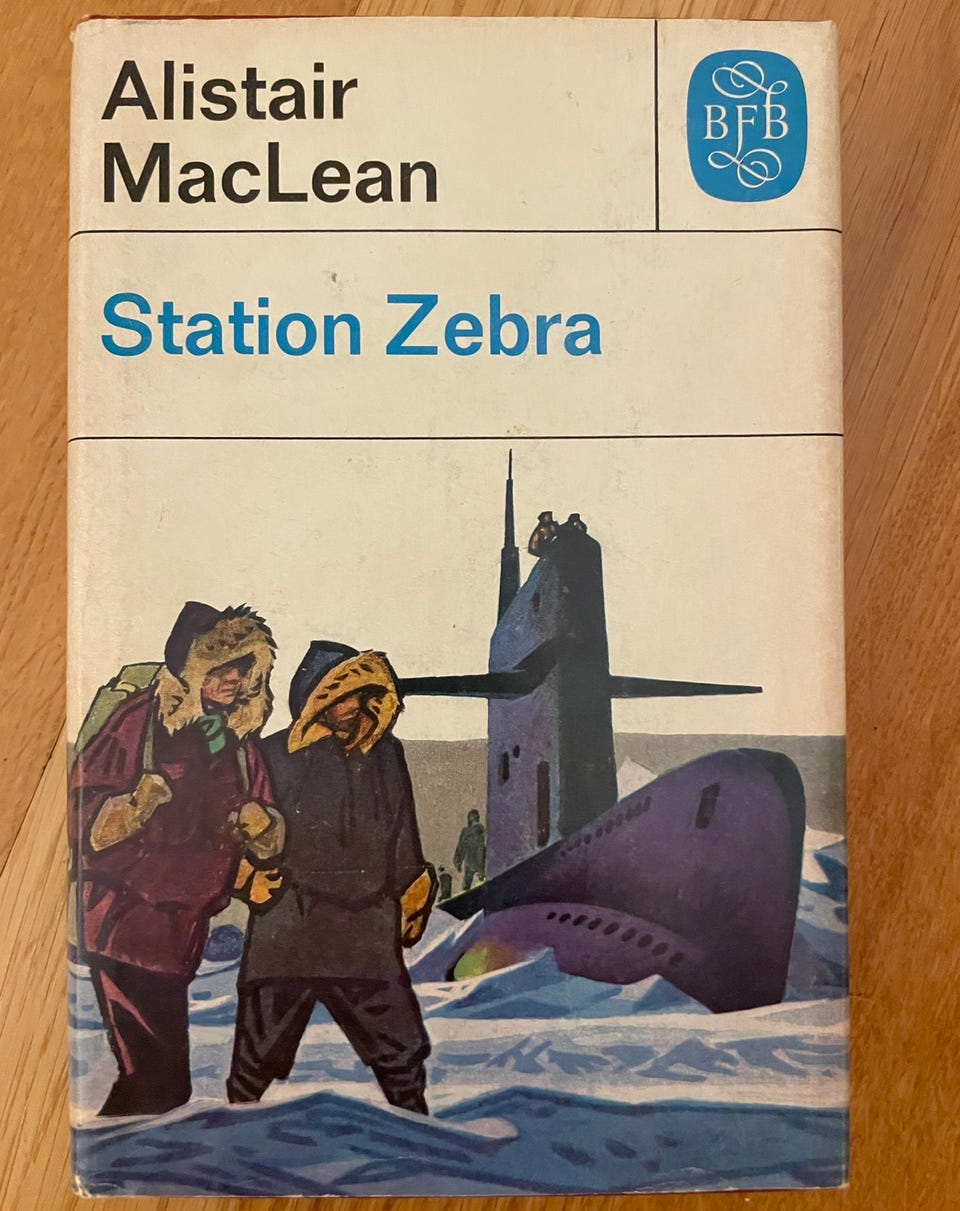 Alistair
MacLean
BFB
Station Zebra